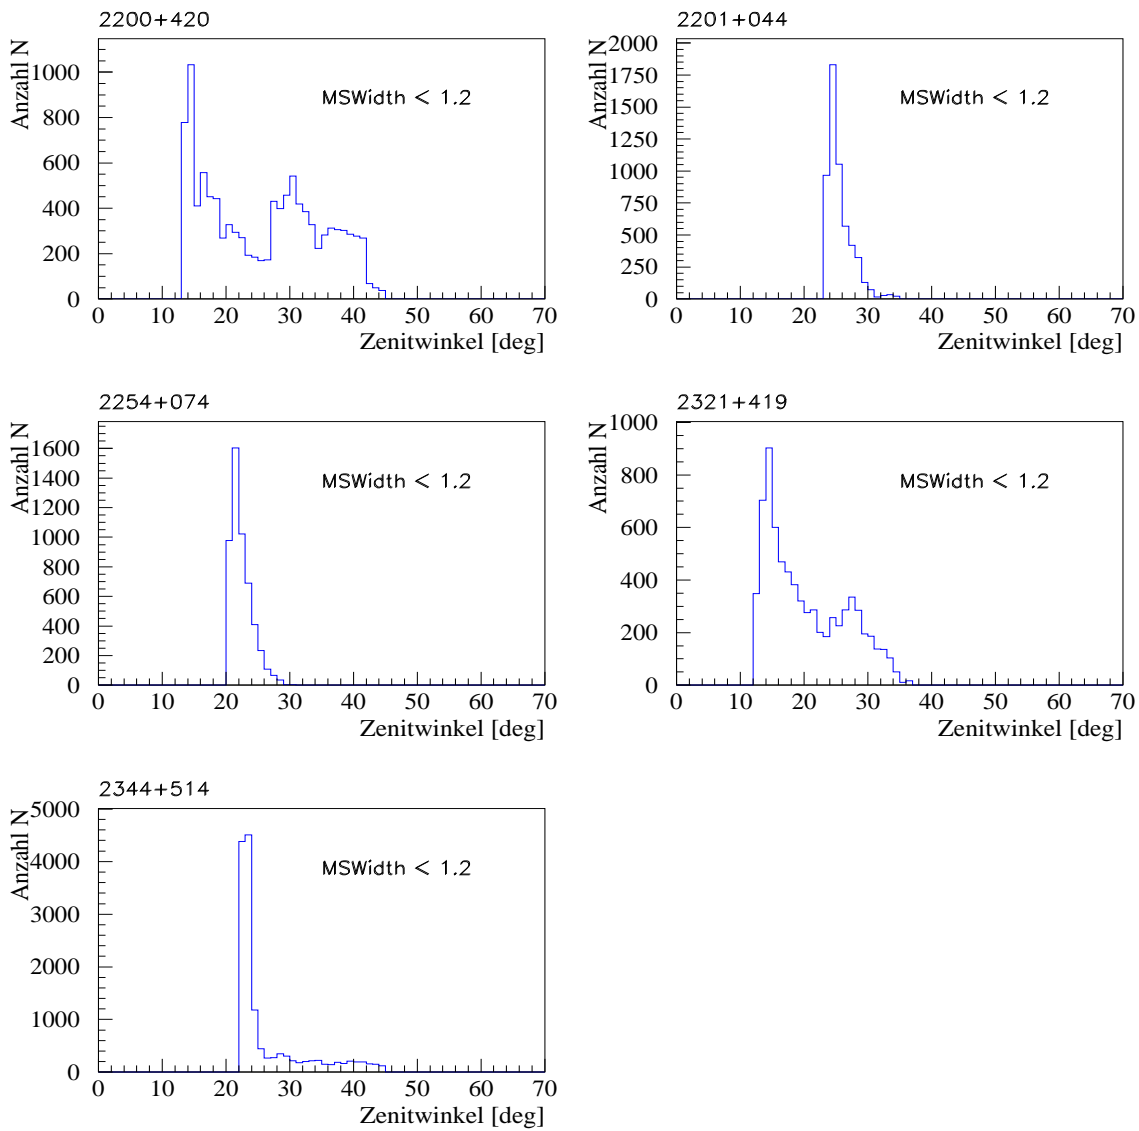 2200+420
Anzahl N
1000
800
600
400
200
0
MSWidth < 1.2
0 10 20 30 40 50 60 70
Zenitwinkel [deg]
2201+044
Anzahl N
2000
1750
1500
1250
1000
750
500
250
0
MSWidth < 1.2
0 10 20 30 40 50 60 70
Zenitwinkel [deg]
2254+074
Anzahl N
1600
1400
1200
1000
800
600
400
200
0
MSWidth < 1.2
0 10 20 30 40 50 60 70
Zenitwinkel [deg]
2321+419
Anzahl N
1000
800
600
400
200
0
MSWidth < 1.2
0 10 20 30 40 50 60 70
Zenitwinkel [deg]
2344+514
Anzahl N
5000
4000
3000
2000
1000
0
MSWidth < 1.2
0 10 20 30 40 50 60 70
Zenitwinkel [deg]